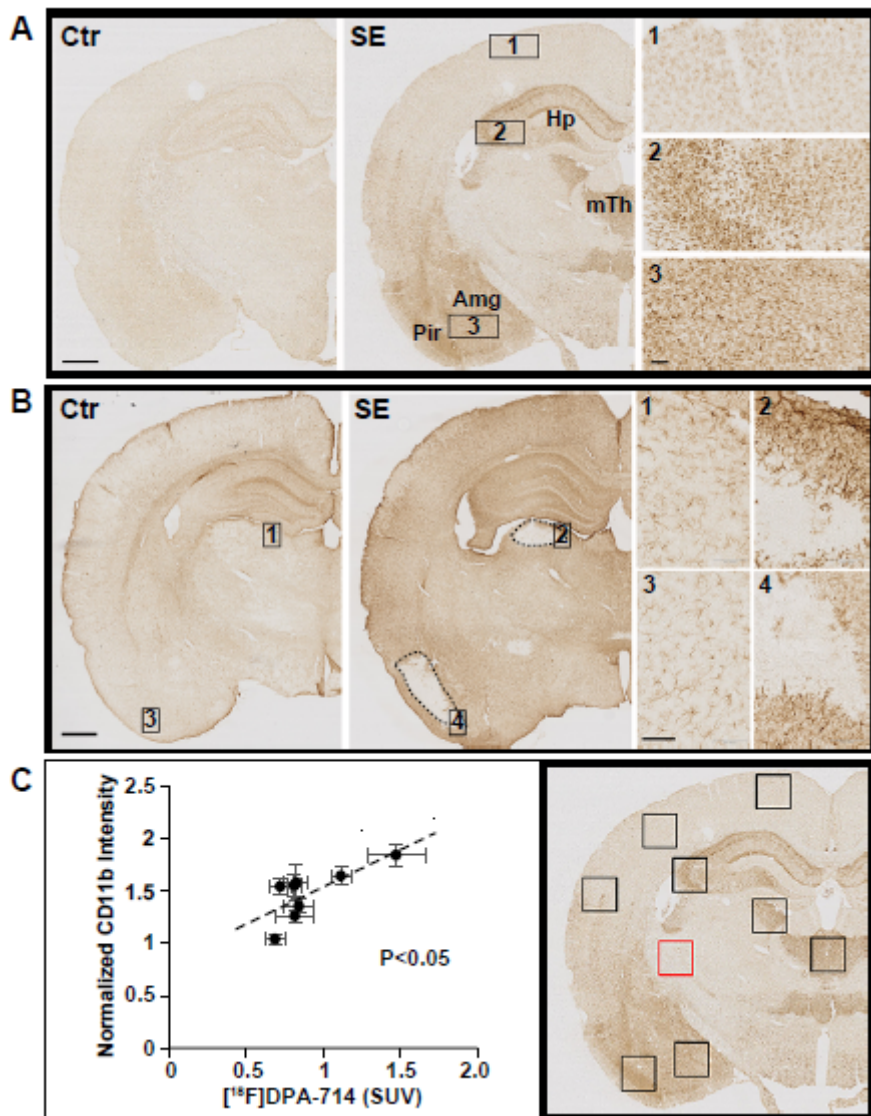 A
Ctr
SE
1
2
Hp
mTh
Amg
3
Pir
1
2
3
B
Ctr
SE
1
2
3
4
1
2
3
4
C
Normalized CD11b Intensity
2.5
2
1.5
1
0.5
0
P<0.05
0
0.5
1
1.5
2.0
[¹⁸F]DPA-714 (SUV)